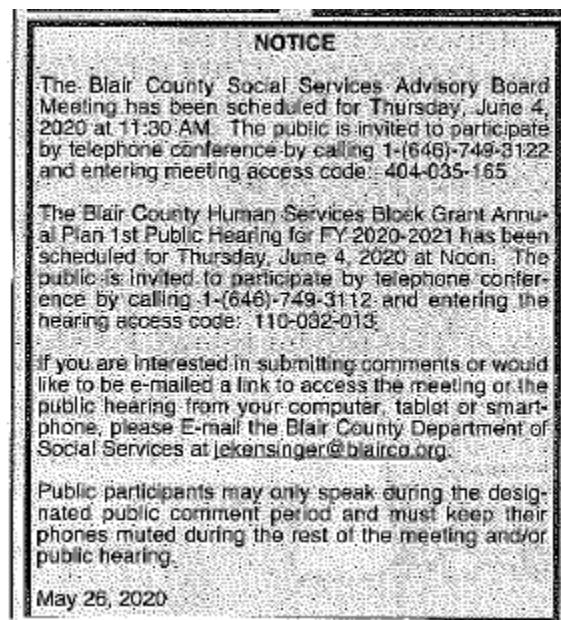 NOTICE
The Blair County Social Services Advisory Board
Meeting has been scheduled for Thursday, June 4,
2020 at 11:30 AM. The public is invited to participate
by telephone conference by calling 1-(646)-749-3122
and entering meeting access code: 404-035-165
The Blair County Human Services Block Grant Annu-
al Plan 1st Public Hearing for FY 2020-2021 has been
scheduled for Thursday, June 4, 2020 at Noon. The
public is invited to participate by telephone confer-
ence by calling 1-(646)-749-3112 and entering the
hearing access code: 110-032-013.
If you are interested in submitting comments or would
like to be e-mailed a link to access the meeting or the
public hearing from your computer, tablet or smart-
phone, please E-mail the Blair County Department of
Social Services at jekensinger@blairco.org.
Public participants may only speak during the desig-
nated public comment period and must keep their
phones muted during the rest of the meeting and/or
public hearing.
May 26, 2020